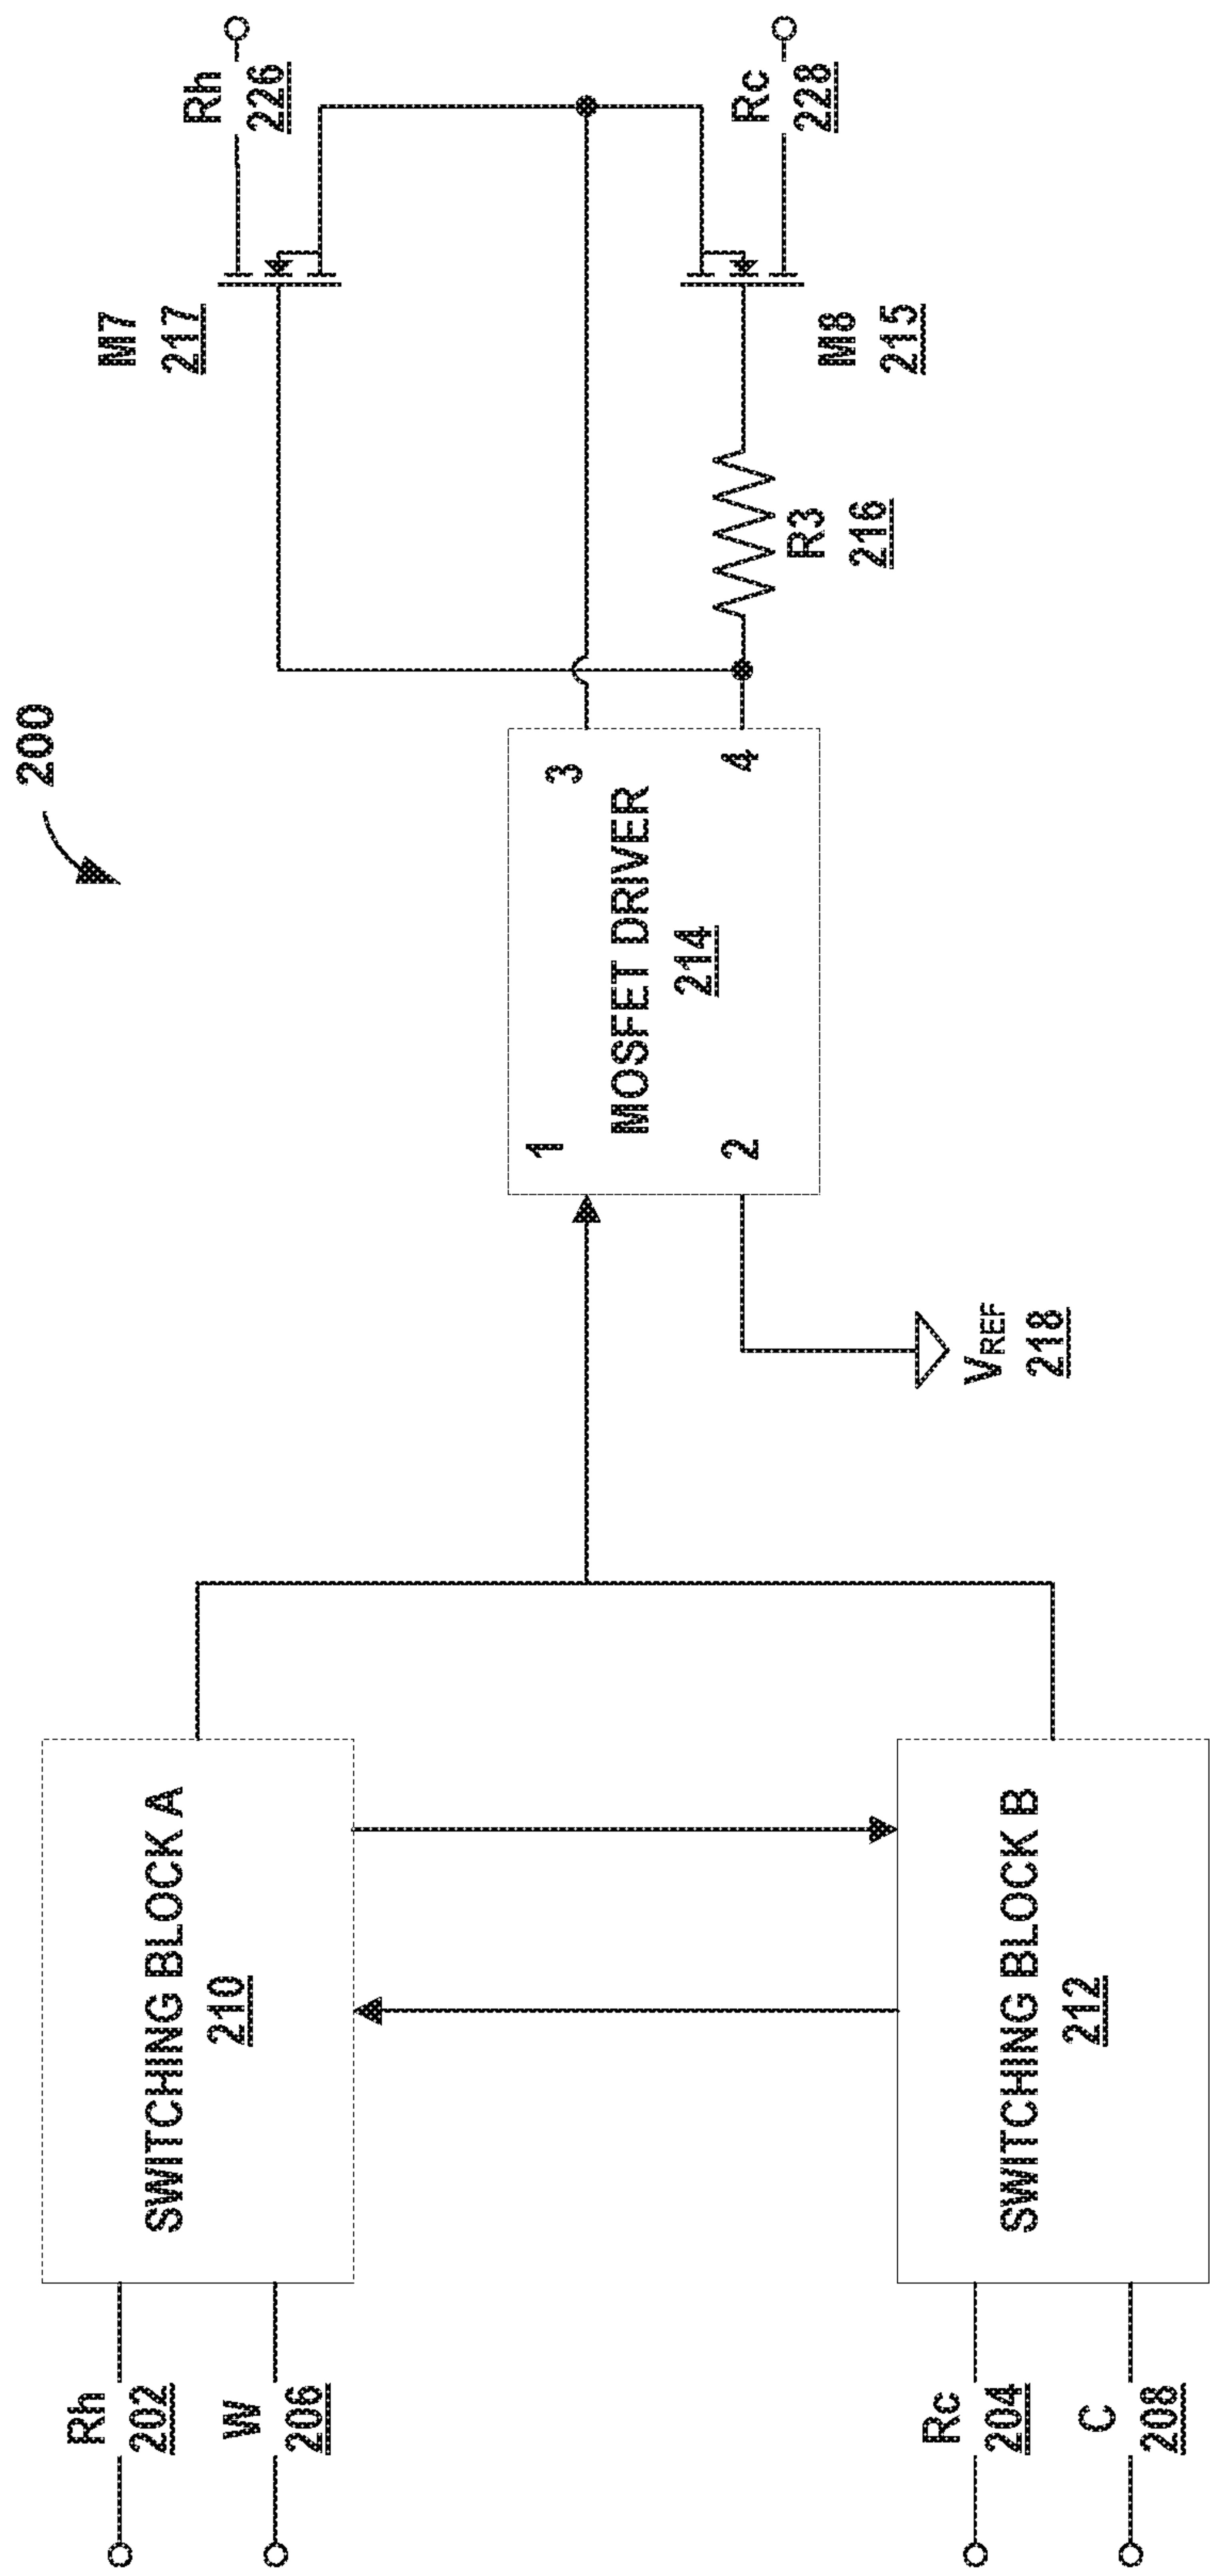 200
Rh
202
W
206
SWITCHING BLOCK A
210
Rc
204
C
208
SWITCHING BLOCK B
212
1
2
3
4
MOSFET DRIVER
214
VREF
218
R3
216
M7
217
M8
215
Rh
226
Rc
228